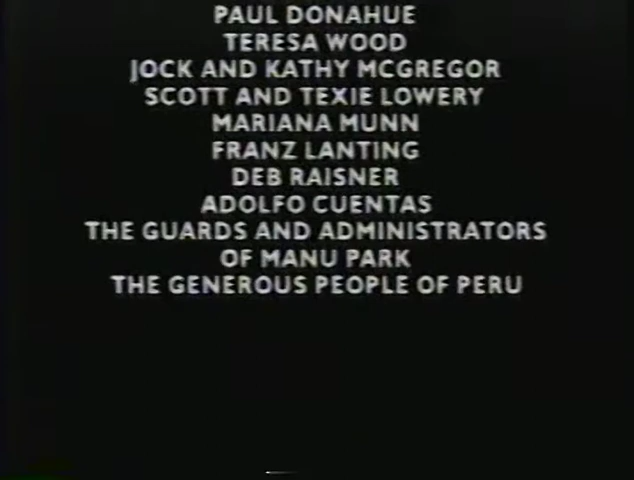 PAUL DONAHUE
TERESA WOOD
JOCK AND KATHY MCGREGOR
SCOTT AND TEXIE LOWERY
MARIANA MUNN
FRANZ LANTING
DEB RAISNER
ADOLFO CUENTAS
THE GUARDS AND ADMINISTRATORS
OF MANU PARK
THE GENEROUS PEOPLE OF PERU